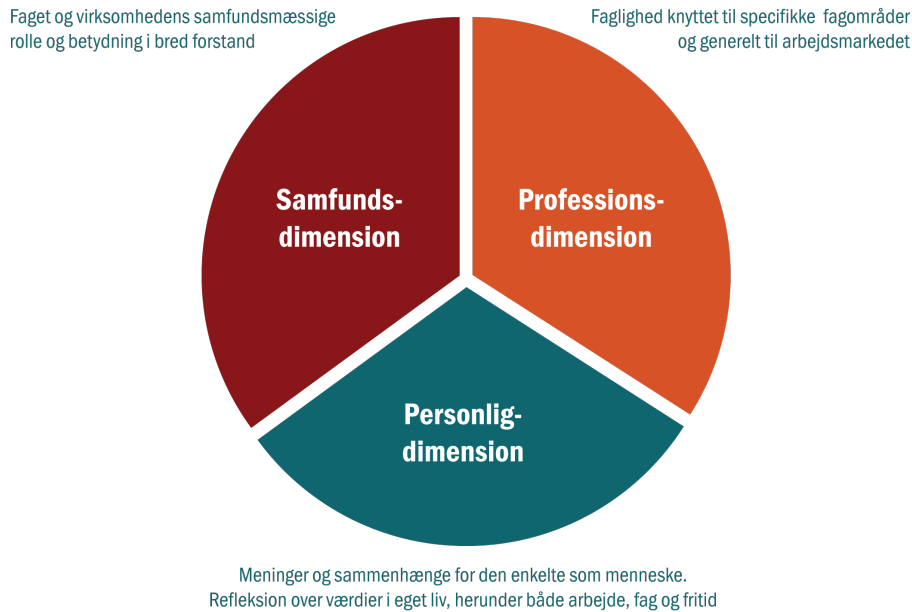 Faget og virksomhedens samfundsmæssige
rolle og betydning i bred forstand
Faglighed knyttet til specifikke fagområder
og generelt til arbejdsmarkedet
Samfunds-
dimension
Professions-
dimension
Personlig-
dimension
Meninger og sammenhænge for den enkelte som menneske.
Refleksion over værdier i eget liv, herunder både arbejde, fag og fritid